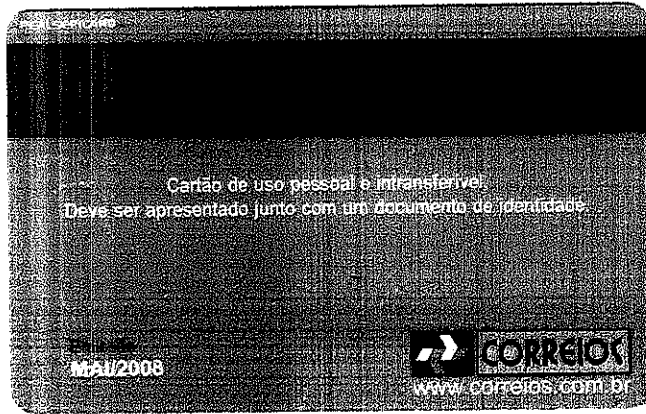 Cartão de uso pessoal e intransferível.
Deve ser apresentado junto com um documento de identidade.
Emissão
MAI/2008
CORREIOS
www.correios.com.br